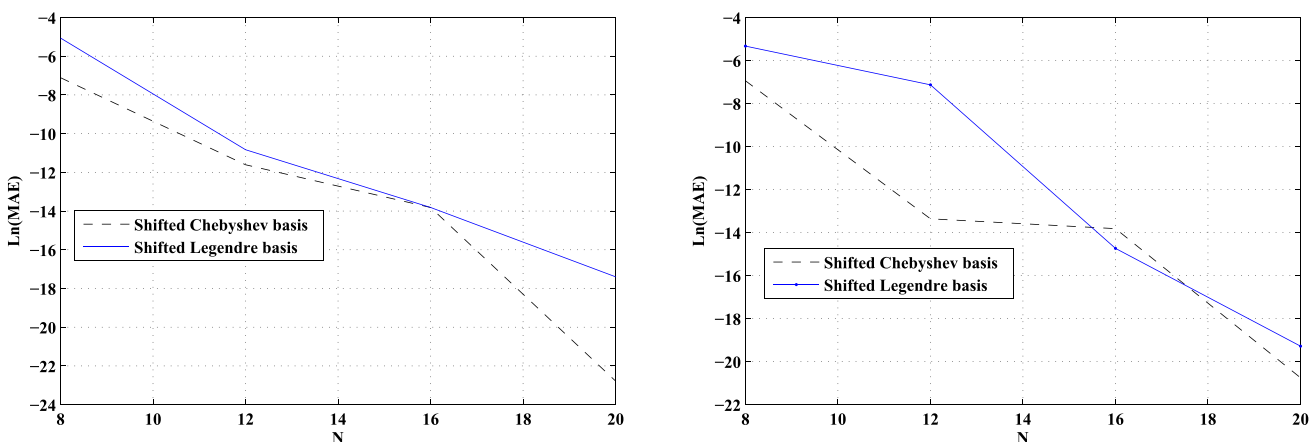 −4
−6
−8
−10
−12
−14
−16
−18
−20
−22
−24
Ln(MAE)
Shifted Chebyshev basis
Shifted Legendre basis
8 10 12 14 16 18 20
N
−4
−6
−8
−10
−12
−14
−16
−18
−20
−22
Ln(MAE)
Shifted Chebyshev basis
Shifted Legendre basis
8 10 12 14 16 18 20
N